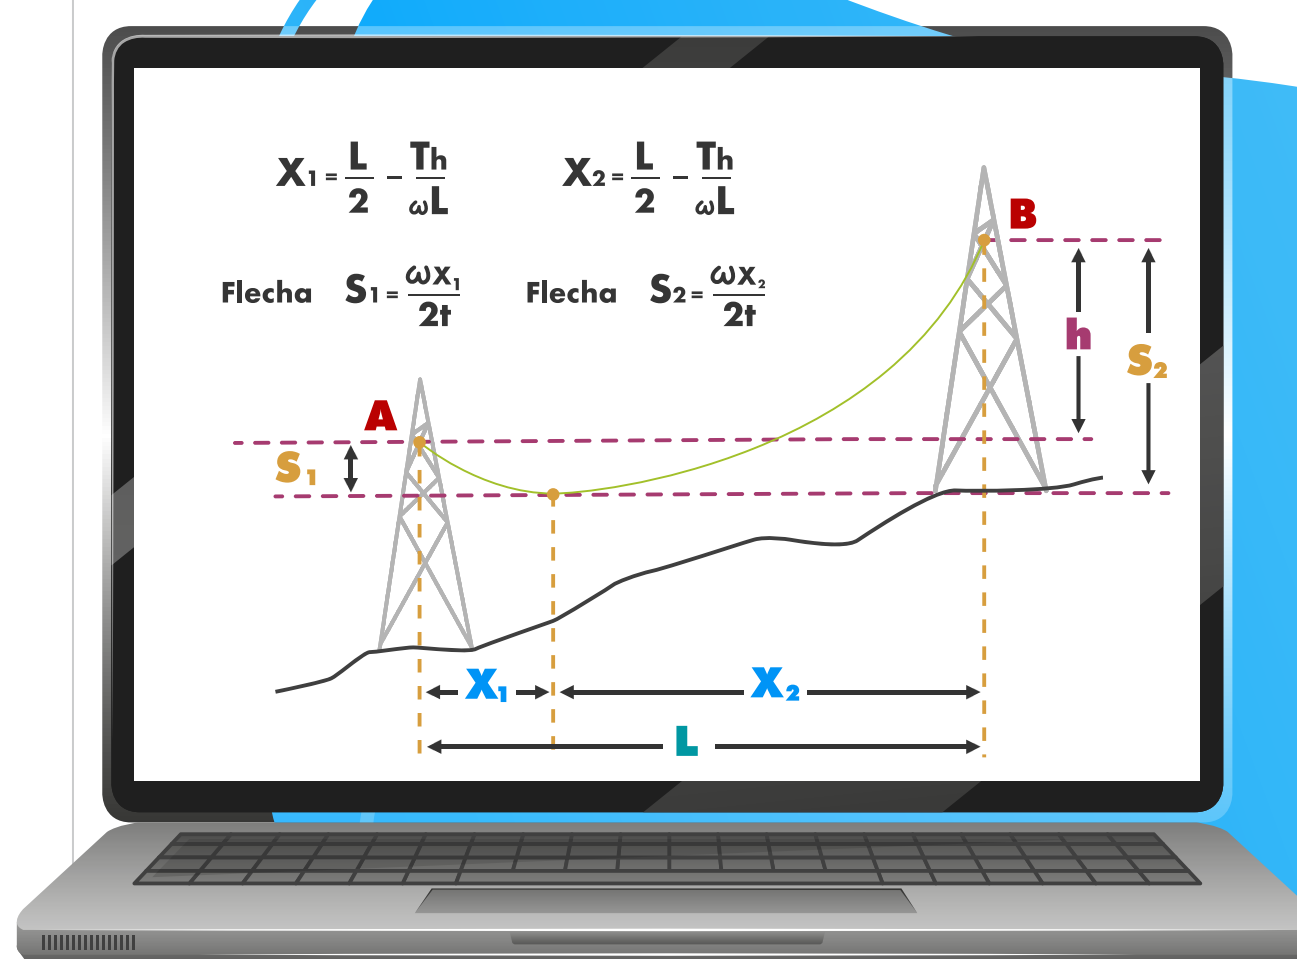 X₁ = L/2 − Th/ωL
X₂ = L/2 − Th/ωL
Flecha S₁ = ωx₁/2t
Flecha S₂ = ωx₂/2t
B
h
S₂
A
S₁
X₁
X₂
L